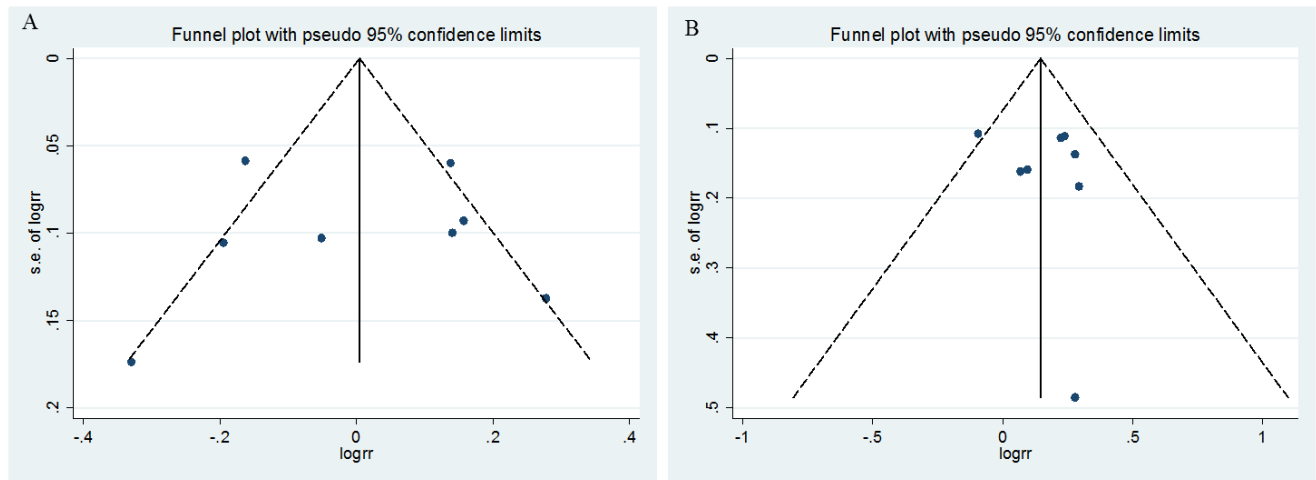 A
Funnel plot with pseudo 95% confidence limits
s.e. of logrr
0
.05
.1
.15
.2
-.4
-.2
0
.2
.4
logrr
B
Funnel plot with pseudo 95% confidence limits
s.e. of logrr
0
.1
.2
.3
.4
.5
-1
-.5
0
.5
1
logrr